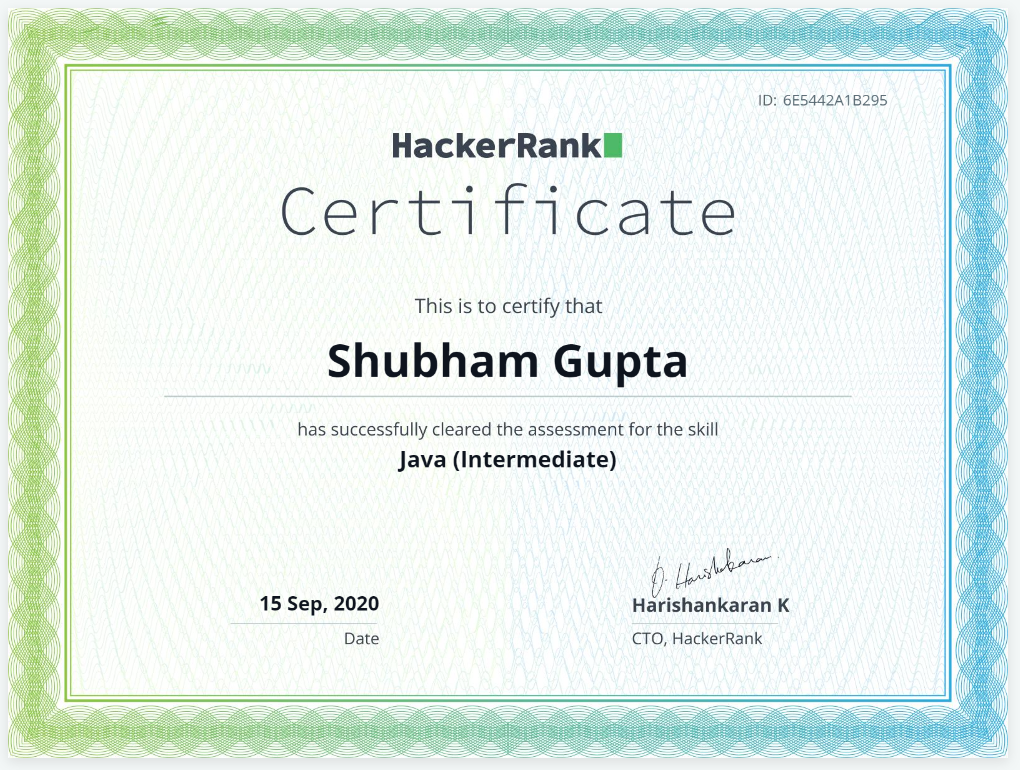 ID: 6E5442A1B295
HackerRank
Certificate
This is to certify that
Shubham Gupta
has successfully cleared the assessment for the skill
Java (Intermediate)
O. Harishankaran
15 Sep, 2020
Harishankaran K
Date
CTO, HackerRank